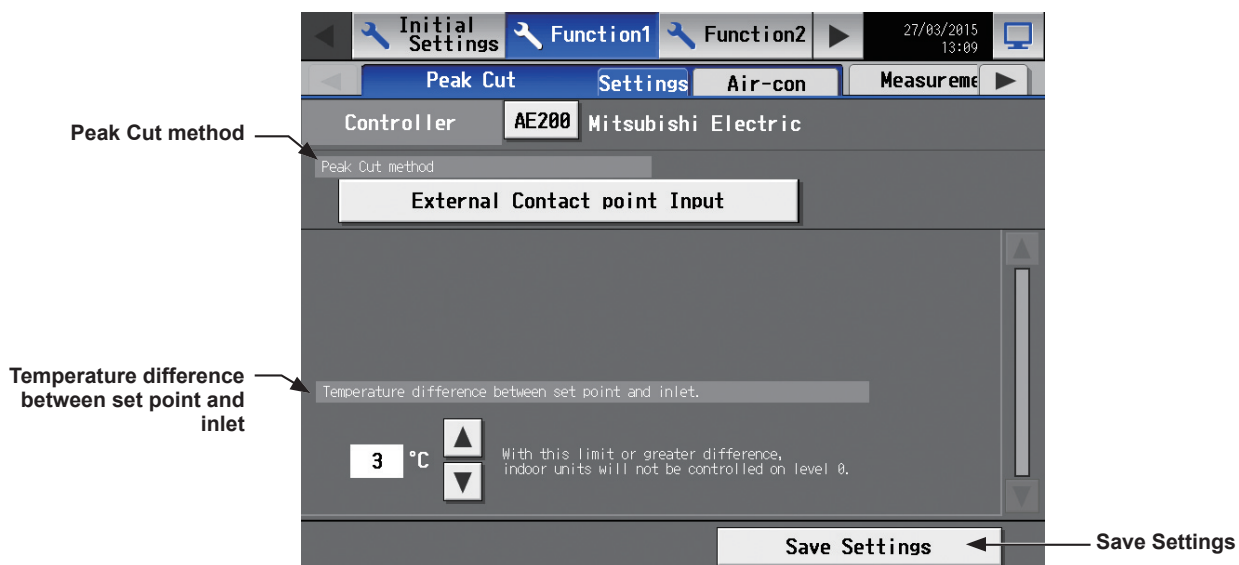 Initial
Settings
Function1
Function2
27/03/2015
13:09
Peak Cut
Settings
Air-con
Measureme
Controller
AE200
Mitsubishi Electric
Peak Cut method
Peak Cut method
External Contact point Input
Temperature difference
between set point and
inlet
Temperature difference between set point and inlet.
3
°C
With this limit or greater difference,
indoor units will not be controlled on level 0.
Save Settings
Save Settings